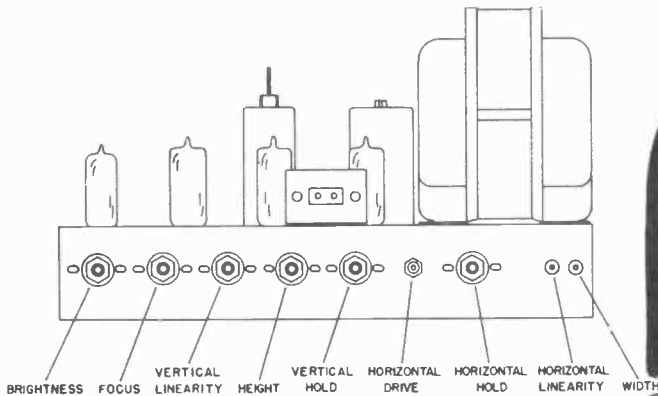 BRIGHTNESS
FOCUS
VERTICAL
LINEARITY
HEIGHT
VERTICAL
HOLD
HORIZONTAL
DRIVE
HORIZONTAL
HOLD
HORIZONTAL
LINEARITY
WIDTH